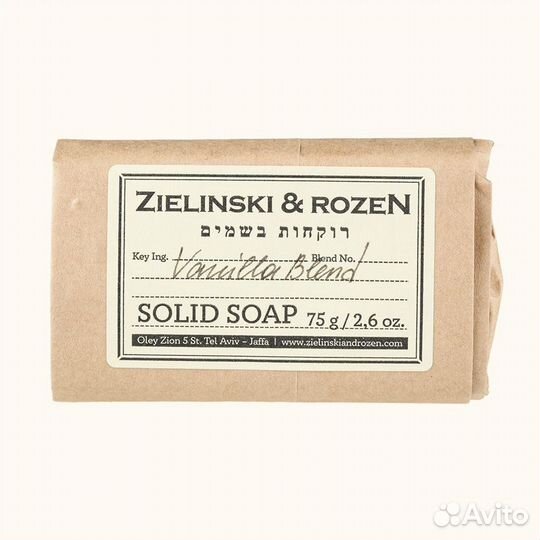 ZIELINSKI & ROZEN
רוקחות בשמים
Key Ing. Vanilla Blend Blend No.
SOLID SOAP 75 g / 2,6 oz.
Oley Zion 5 St. Tel Aviv – Jaffa | www.zielinskiandrozen.com
Avito